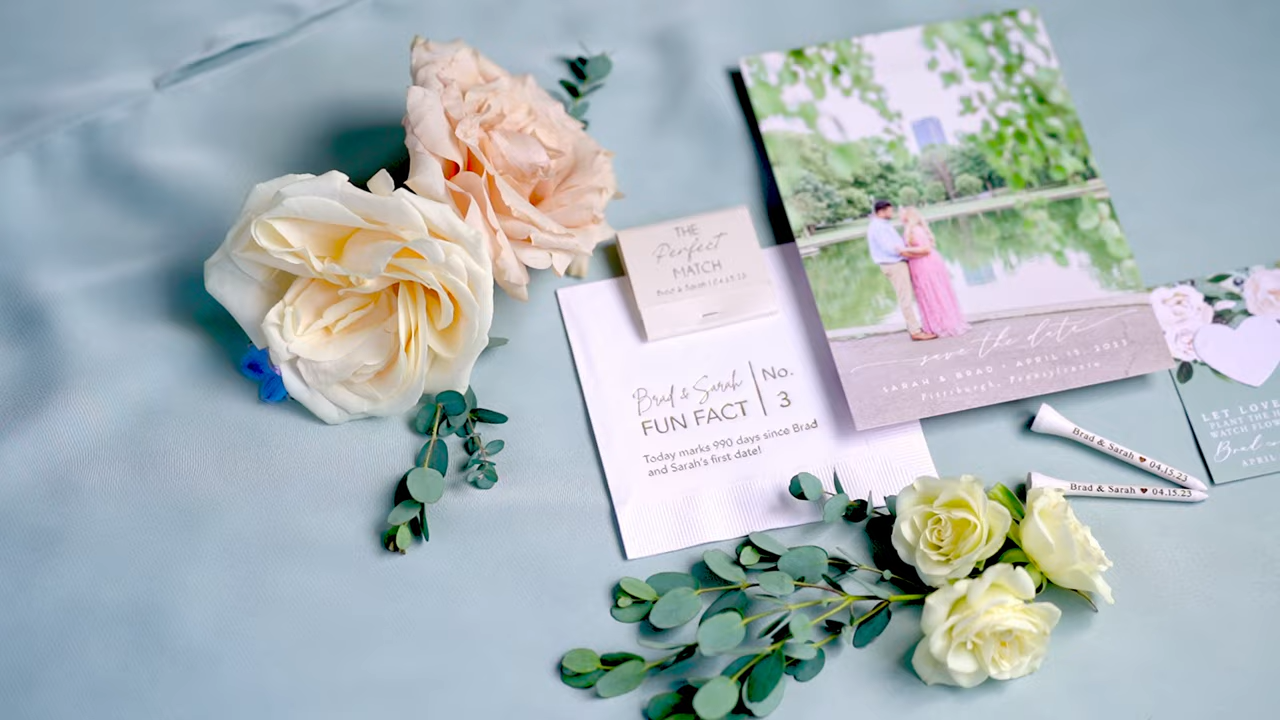 THE
Perfect
MATCH
Brad & Sarah | 04.15.23
Brad & Sarah
FUN FACT
No.
3
Today marks 990 days since Brad
and Sarah's first date!
save the date
SARAH & BRAD • APRIL 15, 2023
Pittsburgh, Pennsylvania
Brad & Sarah ♥ 04.15.23
Brad & Sarah ♥ 04.15.23
LET LOVE
PLANT THE
WATCH FLOW
Brad
APRIL